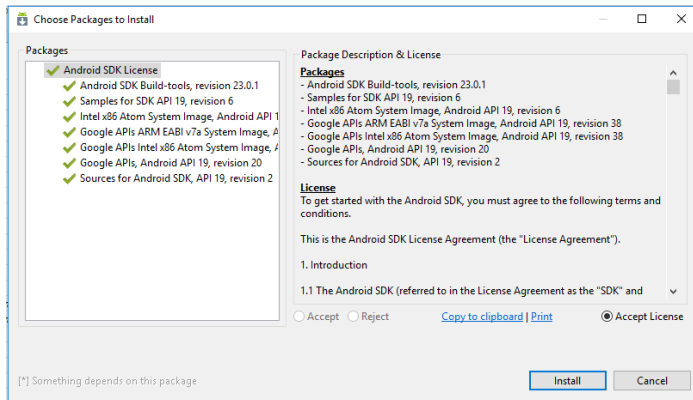 Choose Packages to Install
Packages
Android SDK License
Android SDK Build-tools, revision 23.0.1
Samples for SDK API 19, revision 6
Intel x86 Atom System Image, Android API 1
Google APIs ARM EABI v7a System Image, A
Google APIs Intel x86 Atom System Image, A
Google APIs, Android API 19, revision 20
Sources for Android SDK, API 19, revision 2
Package Description & License
Packages
- Android SDK Build-tools, revision 23.0.1
- Samples for SDK API 19, revision 6
- Intel x86 Atom System Image, Android API 19, revision 6
- Google APIs ARM EABI v7a System Image, Android API 19, revision 38
- Google APIs Intel x86 Atom System Image, Android API 19, revision 38
- Google APIs, Android API 19, revision 20
- Sources for Android SDK, API 19, revision 2
License
To get started with the Android SDK, you must agree to the following terms and
conditions.
This is the Android SDK License Agreement (the "License Agreement").
1. Introduction
1.1 The Android SDK (referred to in the License Agreement as the "SDK" and
Accept Reject Copy to clipboard | Print Accept License
[*] Something depends on this package
Install Cancel